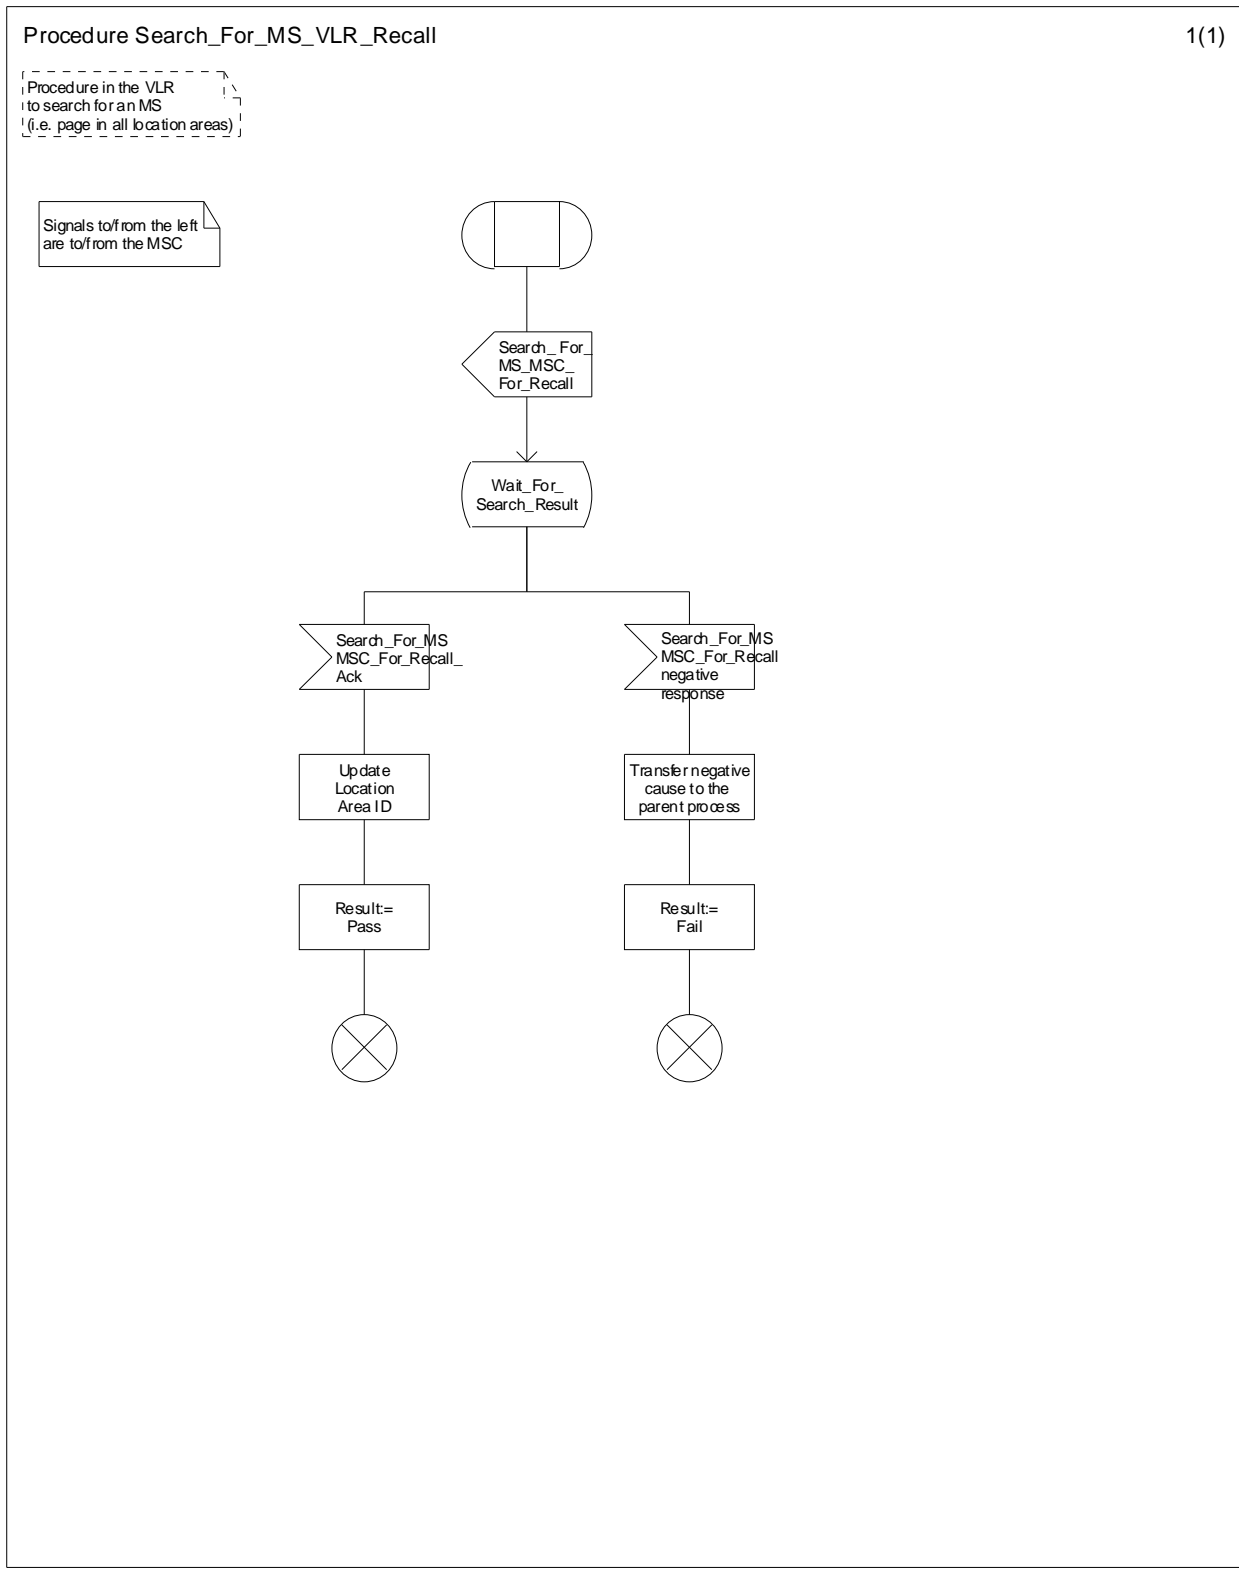 Procedure Search_For_MS_VLR_Recall
1(1)
Procedure in the VLR
to search for an MS
(i.e. page in all location areas)
Signals to/from the left
are to/from the MSC
Search_ For_
MS_MSC_
For_Recall
Wait_For_
Search_Result
Search_For_MS
MSC_For_Recall_
Ack
Search_For_MS
MSC_For_Recall
negative
response
Update
Location
Area ID
Transfer negative
cause to the
parent process
Result:=
Pass
Result:=
Fail